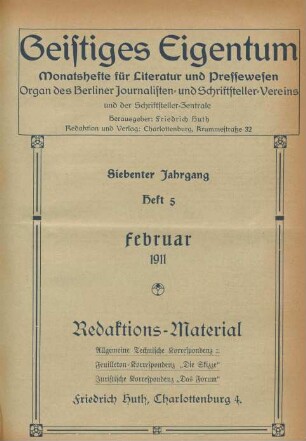 Geistiges Eigentum
Monatshefte für Literatur und Pressewesen
Organ des Berliner Journalisten- und Schriftsteller-Vereins
und der Schriftsteller-Zentrale
Herausgeber: Friedrich Huth
Redaktion und Verlag: Charlottenburg, Krummestraße 32
Siebenter Jahrgang
Heft 5
Februar
1911
Redaktions-Material
Allgemeine Technische Korrespondenz ::
Feuilleton-Korrespondenz „Die Skizze"
Juristische Korrespondenz „Das Forum"
Friedrich Huth, Charlottenburg 4.